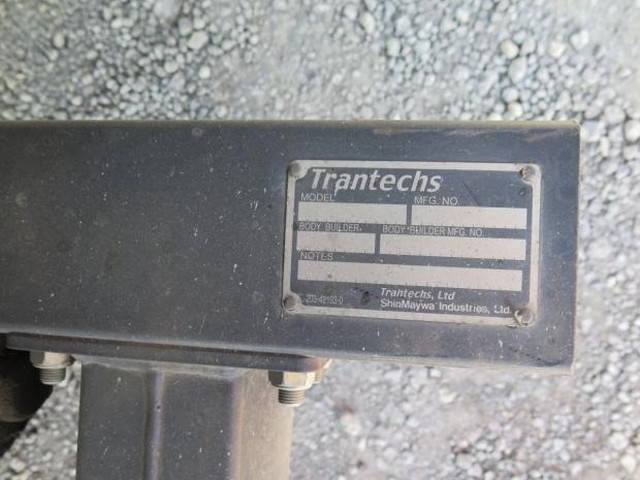 Trantechs
MODEL MFG. NO.
BODY BUILDER BODY BUILDER MFG. NO.
NOTES
Trantechs, Ltd
ShinMaywa Industries, Ltd.